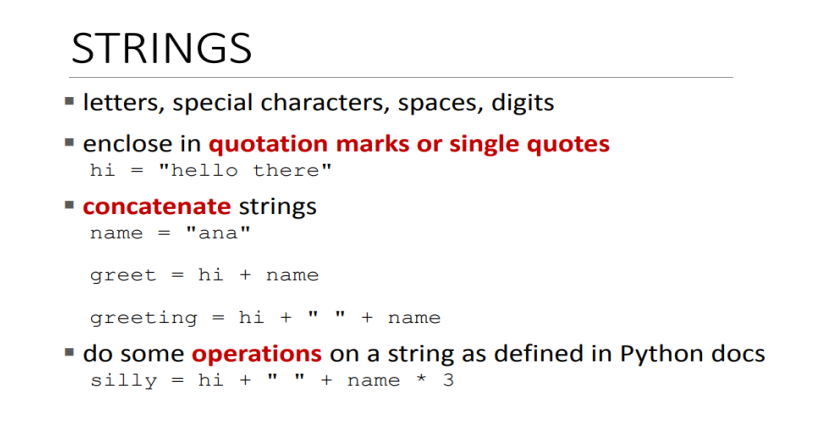 STRINGS
▪ letters, special characters, spaces, digits
▪ enclose in quotation marks or single quotes
hi = "hello there"
▪ concatenate strings
name = "ana"
greet = hi + name
greeting = hi + " " + name
▪ do some operations on a string as defined in Python docs
silly = hi + " " + name * 3